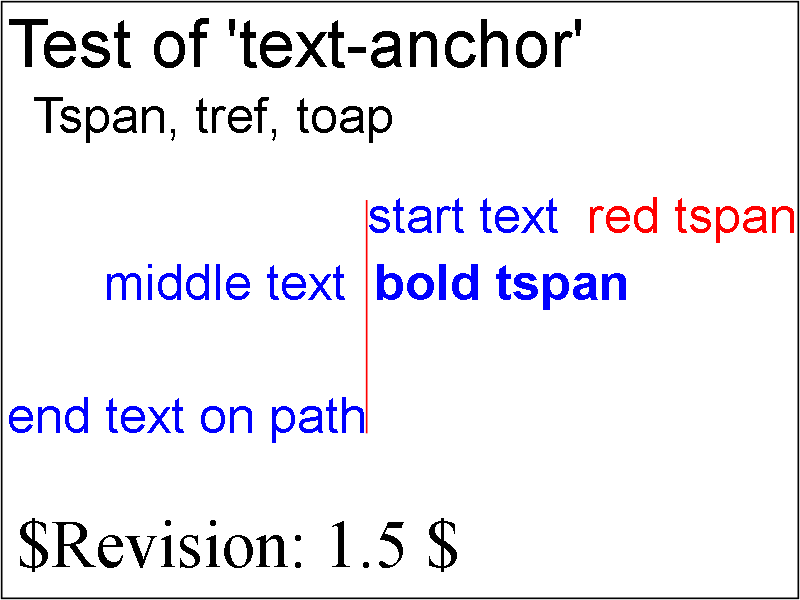 Test of 'text-anchor'
Tspan, tref, toap
start text red tspan
middle text bold tspan
end text on path
$Revision: 1.5 $